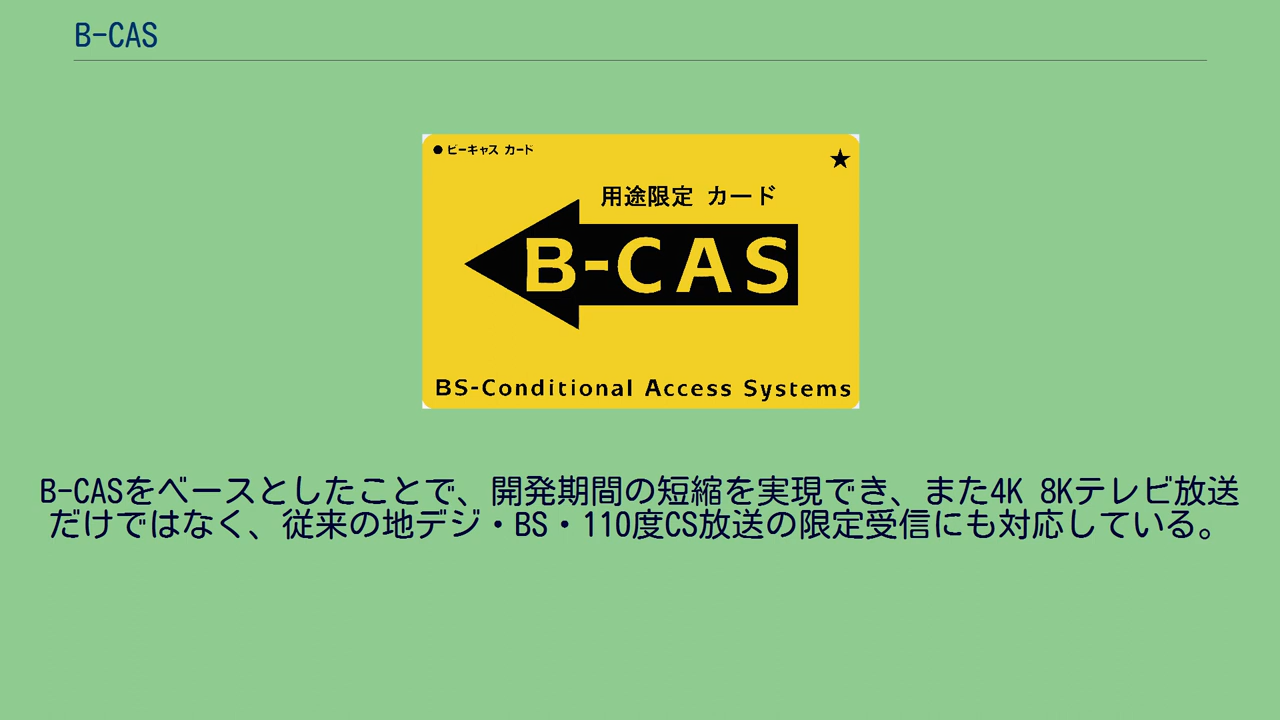 B-CAS
●ビーキャス カード
★
用途限定 カード
B-CAS
BS-Conditional Access Systems
B-CASをベースとしたことで、開発期間の短縮を実現でき、また4K 8Kテレビ放送
だけではなく、従来の地デジ・BS・110度CS放送の限定受信にも対応している。